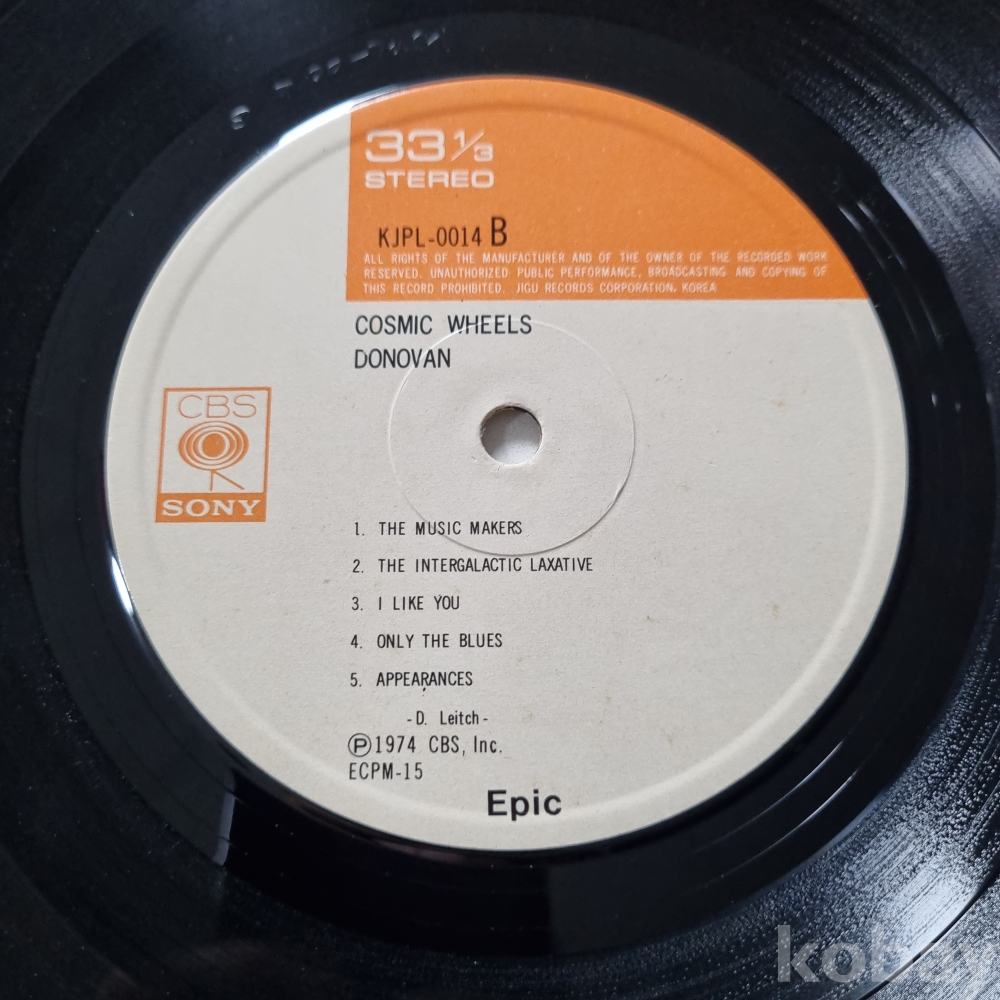 33 1/3
STEREO
KJPL-0014 B
ALL RIGHTS OF THE MANUFACTURER AND OF THE OWNER OF THE RECORDED WORK
RESERVED. UNAUTHORIZED PUBLIC PERFORMANCE, BROADCASTING AND COPYING OF
THIS RECORD PROHIBITED. JIGU RECORDS CORPORATION. KOREA
COSMIC WHEELS
DONOVAN
CBS
SONY
1. THE MUSIC MAKERS
2. THE INTERGALACTIC LAXATIVE
3. I LIKE YOU
4. ONLY THE BLUES
5. APPEARANCES
- D. Leitch -
Ⓟ1974 CBS, Inc.
ECPM-15
Epic